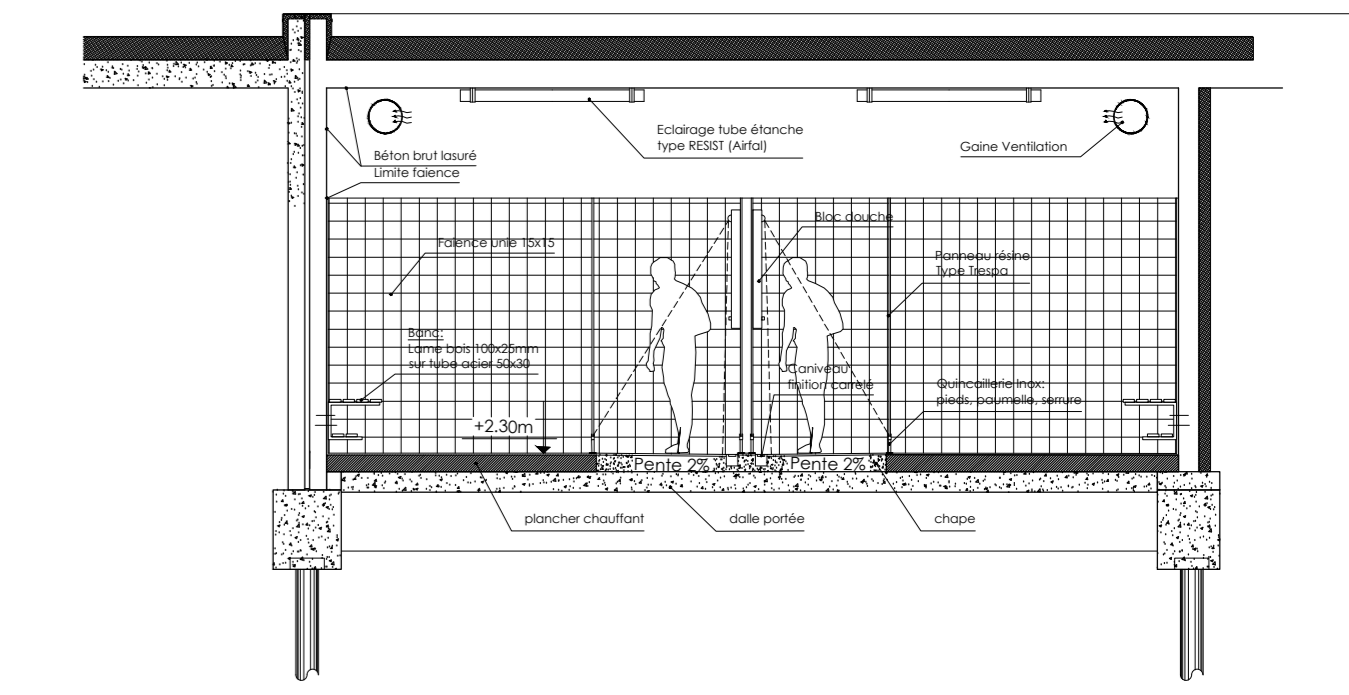 Eclairage tube étanche
type RESIST (Airfal)
Gaine Ventilation
Béton brut lasuré
Limite faience
Bloc douche
Faïence unie 15x15
Panneau résine
Type Trespa
Banc:
Lame bois 100x25mm
sur tube acier 50x30
Caniveau
finition carrelé
Quincaillerie Inox:
pieds, paumelle, serrure
+2.30m
Pente 2%
Pente 2%
plancher chauffant
dalle portée
chape